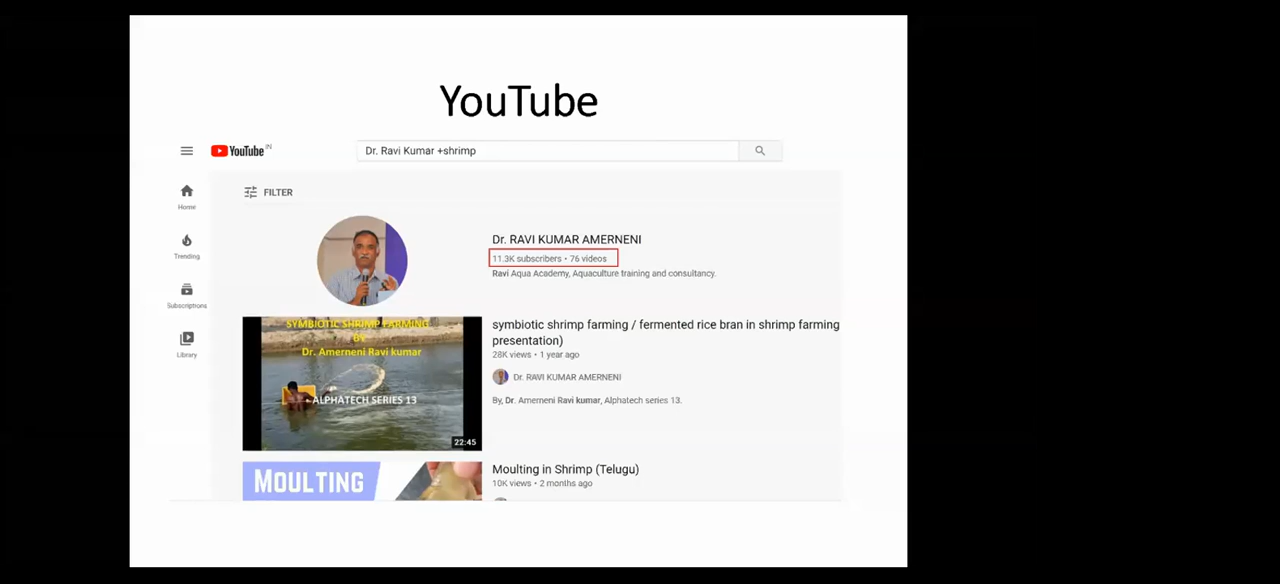 YouTube
YouTube IN
Dr. Ravi Kumar +shrimp
FILTER
Home
Trending
Subscriptions
Library
Dr. RAVI KUMAR AMERNENI
11.3K subscribers • 76 videos
Ravi Aqua Academy, Aquaculture training and consultancy.
SYMBIOTIC SHRIMP FARMING
BY
Dr. Amerneni Ravi kumar
ALPHATECH SERIES 13
22:45
symbiotic shrimp farming / fermented rice bran in shrimp farming
presentation)
28K views • 1 year ago
Dr. RAVI KUMAR AMERNENI
By, Dr. Amerneni Ravi kumar, Alphatech series 13.
MOULTING
Moulting in Shrimp (Telugu)
10K views • 2 months ago